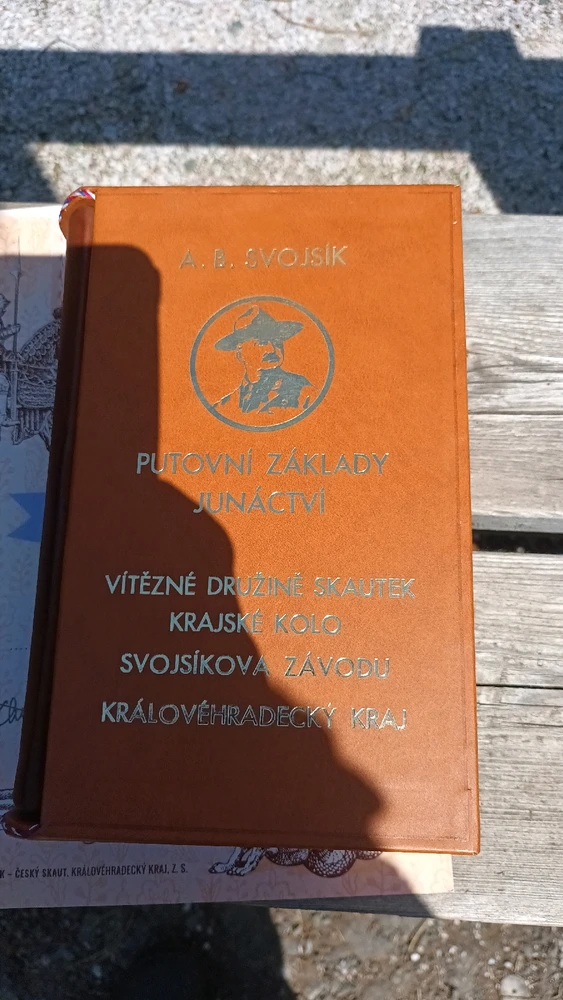 A. B. SVOJSÍK
PUTOVNÍ ZÁKLADY
JUNÁCTVÍ
VÍTĚZNÉ DRUŽINĚ SKAUTEK
KRAJSKÉ KOLO
SVOJSÍKOVA ZÁVODU
KRÁLOVÉHRADECKÝ KRAJ
K – ČESKÝ SKAUT, KRÁLOVÉHRADECKÝ KRAJ, Z. S.